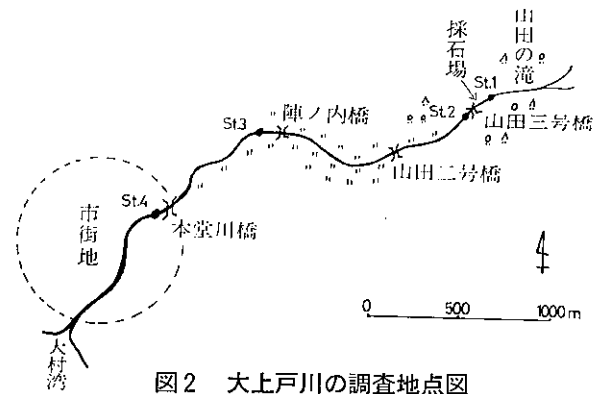 山田の滝
採石場
St.1
St.2
山田三号橋
St.3
陣ノ内橋
山田二号橋
St.4
本堂川橋
市街地
0 500 1000m
大村湾
図2 大上戸川の調査地点図